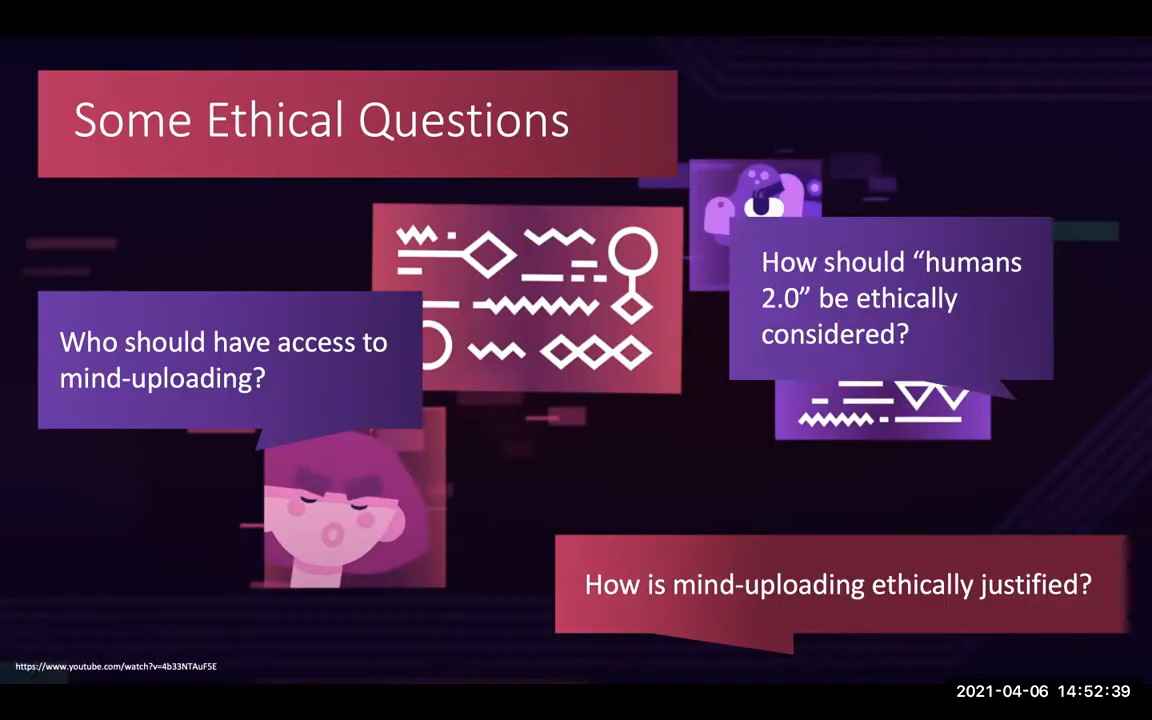 Some Ethical Questions
Who should have access to
mind-uploading?
How should “humans
2.0” be ethically
considered?
How is mind-uploading ethically justified?
https://www.youtube.com/watch?v=4b33NTAuF5E
2021-04-06 14:52:39